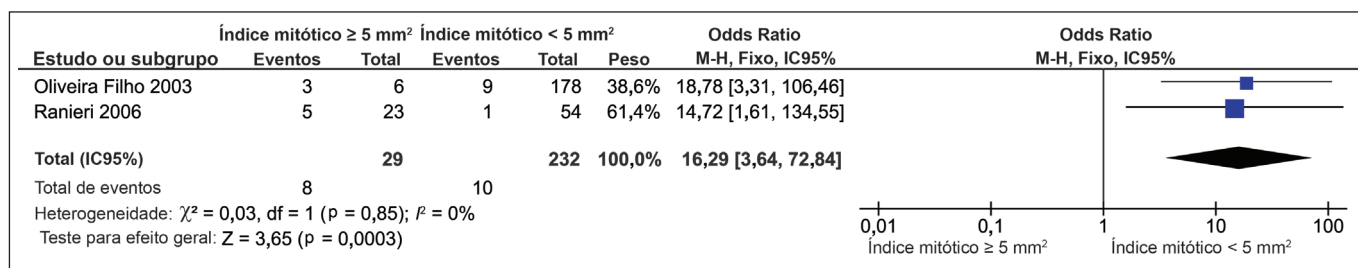 Índice mitótico ≥ 5 mm² Índice mitótico < 5 mm² Odds Ratio Odds Ratio
Estudo ou subgrupo Eventos Total Eventos Total Peso M-H, Fixo, IC95% M-H, Fixo, IC95%
Oliveira Filho 2003 3 6 9 178 38,6% 18,78 [3,31, 106,46]
Ranieri 2006 5 23 1 54 61,4% 14,72 [1,61, 134,55]
Total (IC95%) 29 232 100,0% 16,29 [3,64, 72,84]
Total de eventos 8 10
Heterogeneidade: χ² = 0,03, df = 1 (p = 0,85); I² = 0%
Teste para efeito geral: Z = 3,65 (p = 0,0003)
0,01 0,1 1 10 100
Índice mitótico ≥ 5 mm² Índice mitótico < 5 mm²